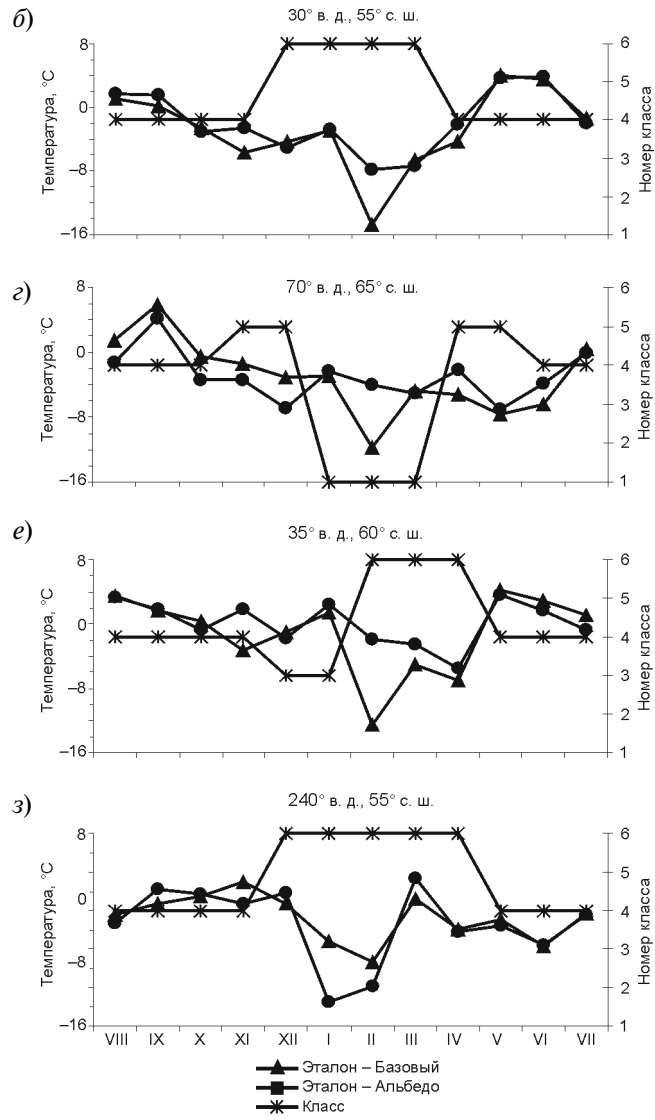 б)
30° в. д., 55° с. ш.
Температура, °С
8
0
–8
–16
6
5
4
3
2
1
Номер класса
г)
70° в. д., 65° с. ш.
Температура, °С
8
0
–8
–16
6
5
4
3
2
1
Номер класса
е)
35° в. д., 60° с. ш.
Температура, °С
8
0
–8
–16
6
5
4
3
2
1
Номер класса
з)
240° в. д., 55° с. ш.
Температура, °С
8
0
–8
–16
6
5
4
3
2
1
Номер класса
VIII IX X XI XII I II III IV V VI VII
Эталон – Базовый
Эталон – Альбедо
Класс